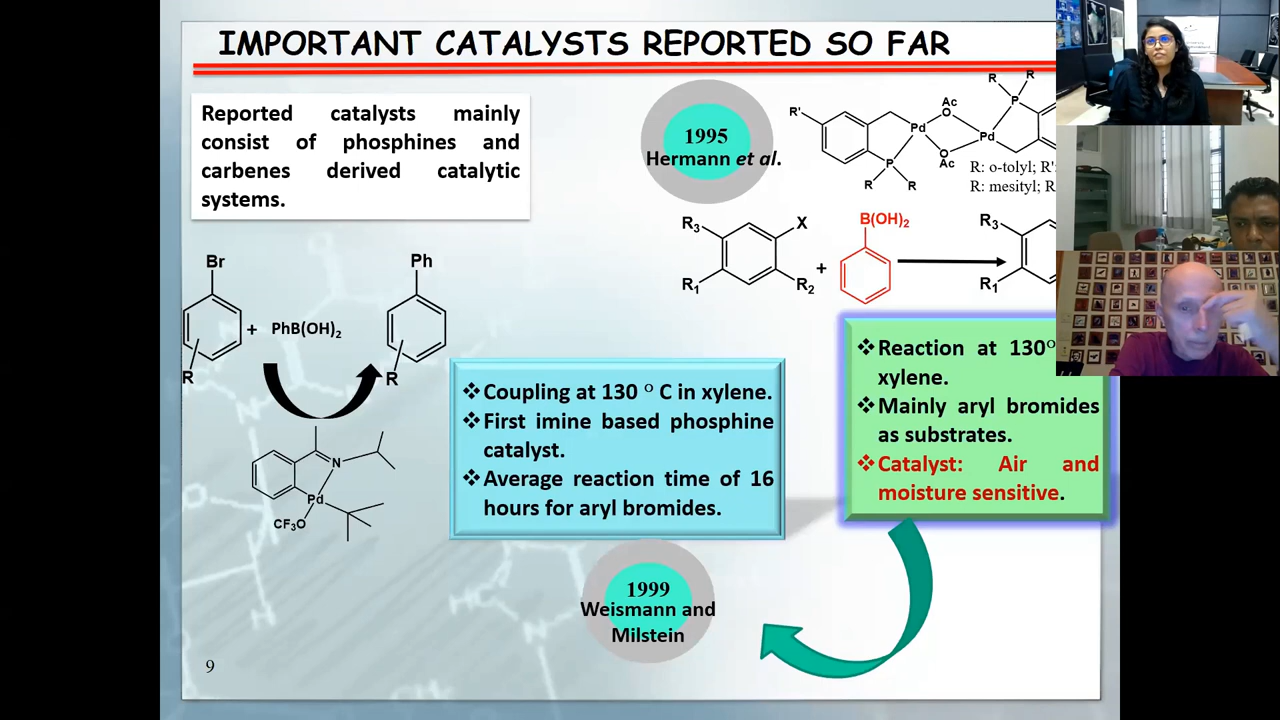 IMPORTANT CATALYSTS REPORTED SO FAR
Reported catalysts mainly
consist of phosphines and
carbenes derived catalytic
systems.
1995
Hermann et al.
R'
Pd
Ac
O
O
Ac
Pd
P
R R
P
R R
R: o-tolyl; R'
R: mesityl; R
R3
X
R1
R2
+
B(OH)2
R3
R1
Br
R
+ PhB(OH)2
Ph
R
N
Pd
CF3O
❖Coupling at 130 ° C in xylene.
❖First imine based phosphine
catalyst.
❖Average reaction time of 16
hours for aryl bromides.
❖Reaction at 130°
xylene.
❖Mainly aryl bromides
as substrates.
❖Catalyst: Air and
moisture sensitive.
1999
Weismann and
Milstein
9